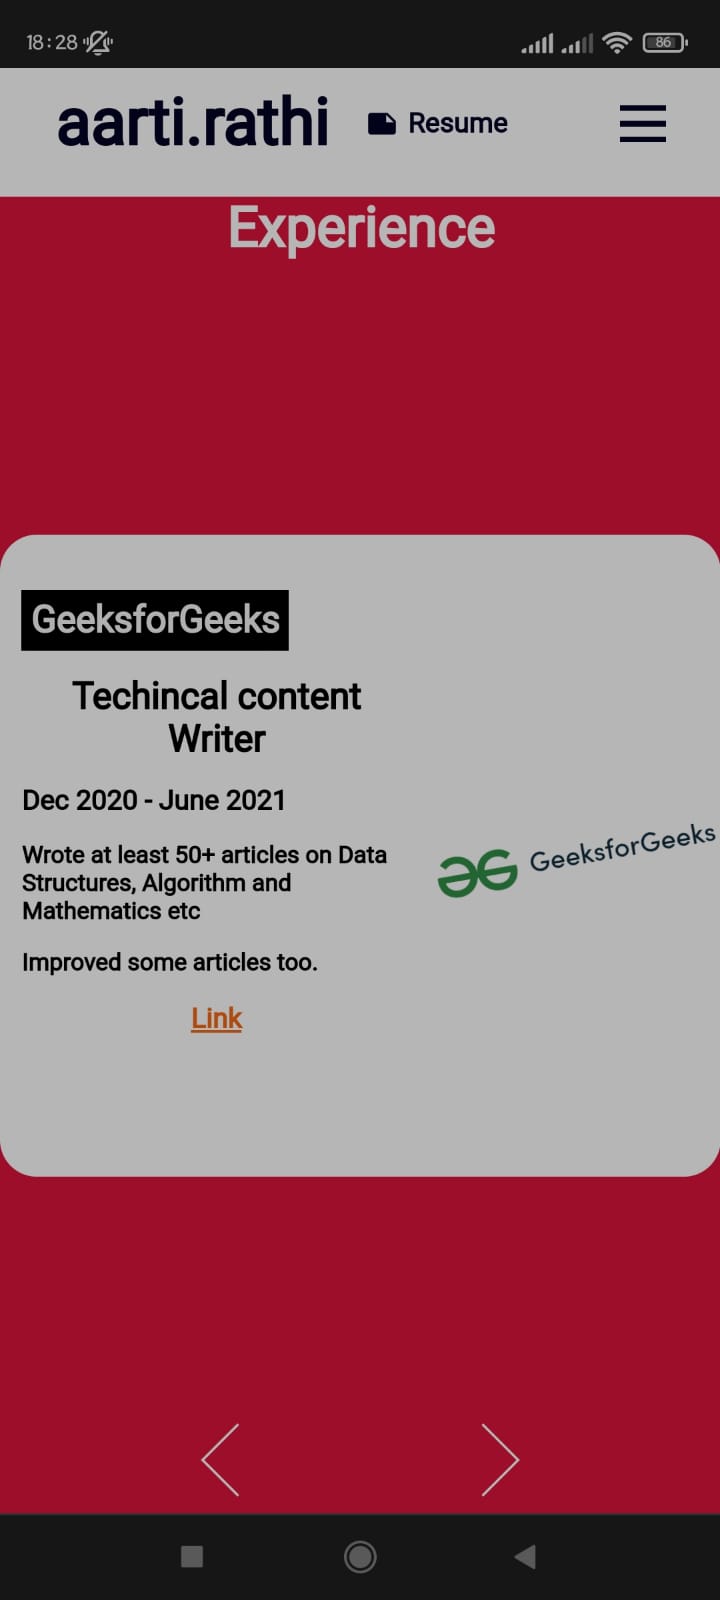 18:28
86
aarti.rathi
Resume
Experience
GeeksforGeeks
Techincal content
Writer
Dec 2020 - June 2021
Wrote at least 50+ articles on Data
Structures, Algorithm and
Mathematics etc
Improved some articles too.
Link
GeeksforGeeks